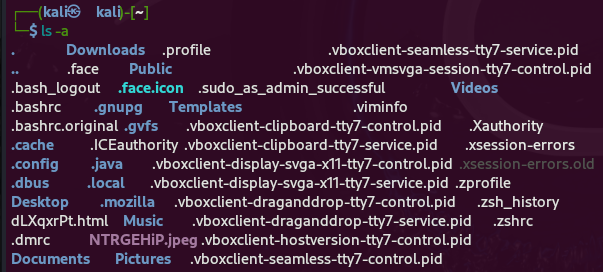 ┌──(kali㉿kali)-[~]
└─$ ls -a
. Downloads .profile .vboxclient-seamless-tty7-service.pid
.. .face Public .vboxclient-vmsvga-session-tty7-control.pid
.bash_logout .face.icon .sudo_as_admin_successful Videos
.bashrc .gnupg Templates .viminfo
.bashrc.original .gvfs .vboxclient-clipboard-tty7-control.pid .Xauthority
.cache .ICEauthority .vboxclient-clipboard-tty7-service.pid .xsession-errors
.config .java .vboxclient-display-svga-x11-tty7-control.pid .xsession-errors.old
.dbus .local .vboxclient-display-svga-x11-tty7-service.pid .zprofile
Desktop .mozilla .vboxclient-draganddrop-tty7-control.pid .zsh_history
dLXqxrPt.html Music .vboxclient-draganddrop-tty7-service.pid .zshrc
.dmrc NTRGEHiP.jpeg .vboxclient-hostversion-tty7-control.pid
Documents Pictures .vboxclient-seamless-tty7-control.pid